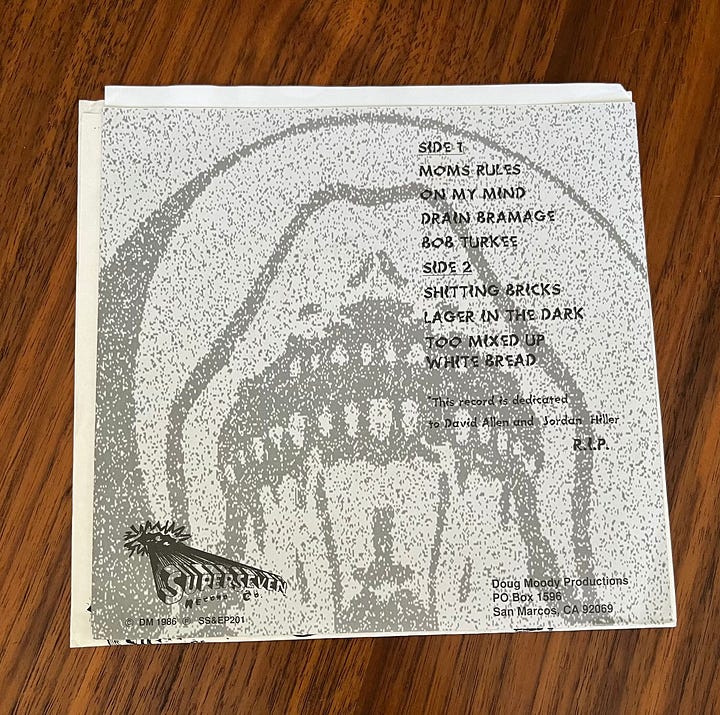 SIDE 1
MOMS RULES
ON MY MIND
DRAIN BRAMAGE
BOB TURKEE
SIDE 2
SHITTING BRICKS
LAGER IN THE DARK
TOO MIXED UP
WHITE BREAD
"This record is dedicated
to David Allen and Jordan Hiller
R.I.P.
SUPERSEVEN
RECORD CO
© DM 1986 ℗ SS&EP201
Doug Moody Productions
PO.Box 1596
San Marcos, CA 92069